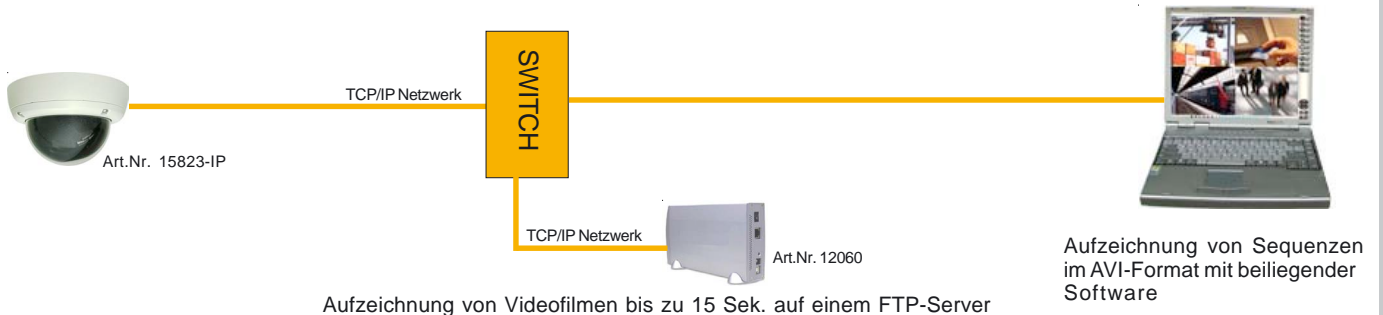 SWITCH
TCP/IP Netzwerk
Art.Nr. 15823-IP
TCP/IP Netzwerk
Art.Nr. 12060
Aufzeichnung von Sequenzen
im AVI-Format mit beiliegender
Software
Aufzeichnung von Videofilmen bis zu 15 Sek. auf einem FTP-Server